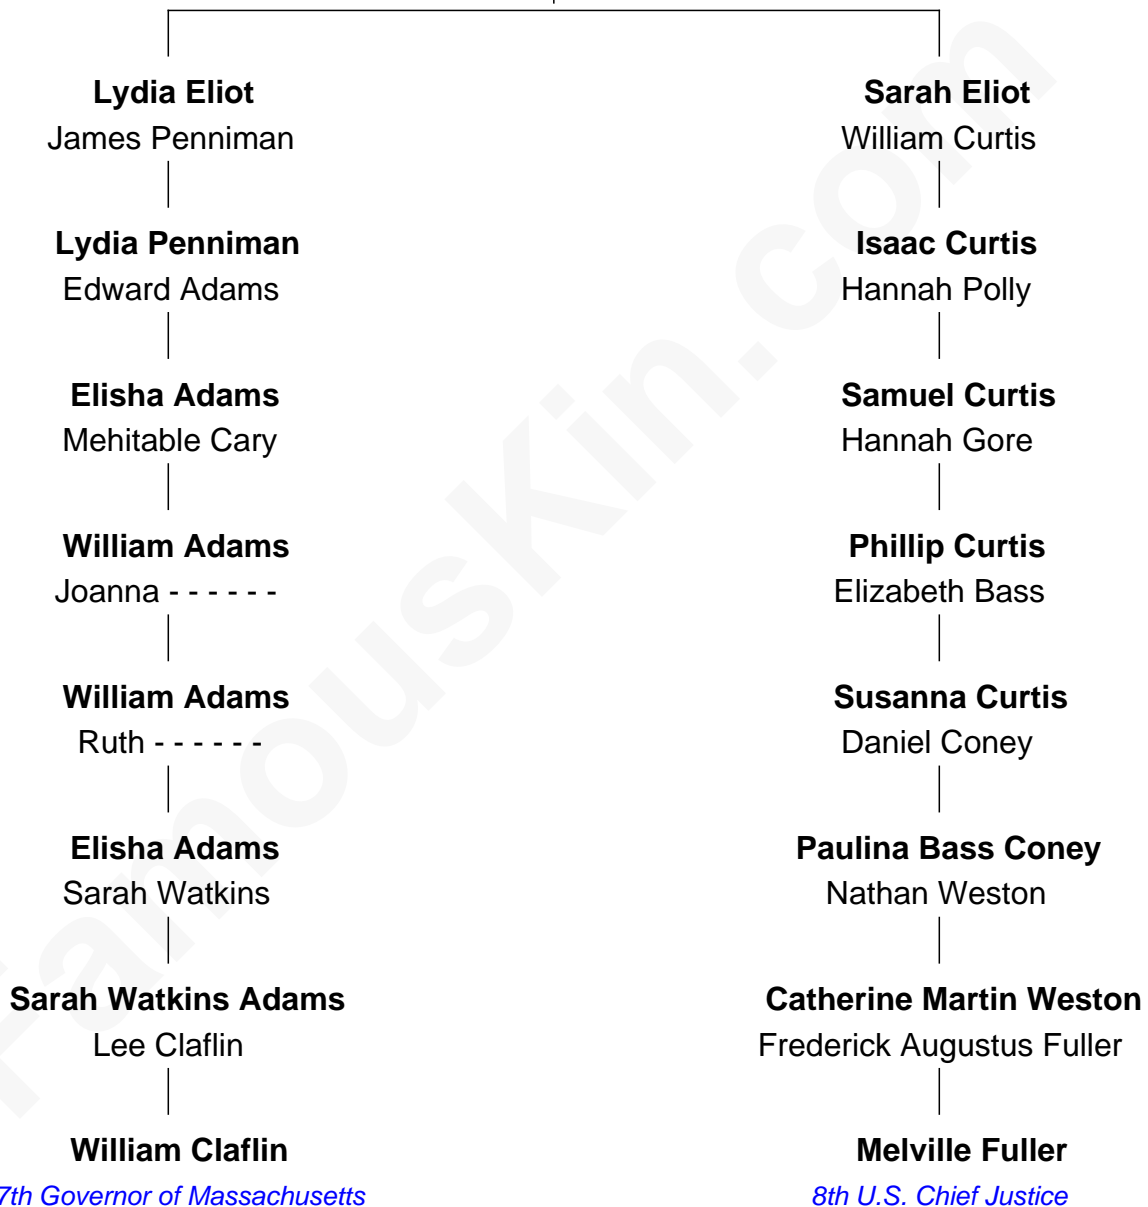 Lydia Eliot
James Penniman
Lydia Penniman
Edward Adams
Elisha Adams
Mehitable Cary
William Adams
Joanna - - - - - -
William Adams
Ruth - - - - - -
Elisha Adams
Sarah Watkins
Sarah Watkins Adams
Lee Claflin
William Claflin
7th Governor of Massachusetts
Sarah Eliot
William Curtis
Isaac Curtis
Hannah Polly
Samuel Curtis
Hannah Gore
Phillip Curtis
Elizabeth Bass
Susanna Curtis
Daniel Coney
Paulina Bass Coney
Nathan Weston
Catherine Martin Weston
Frederick Augustus Fuller
Melville Fuller
8th U.S. Chief Justice
FamousKin.com